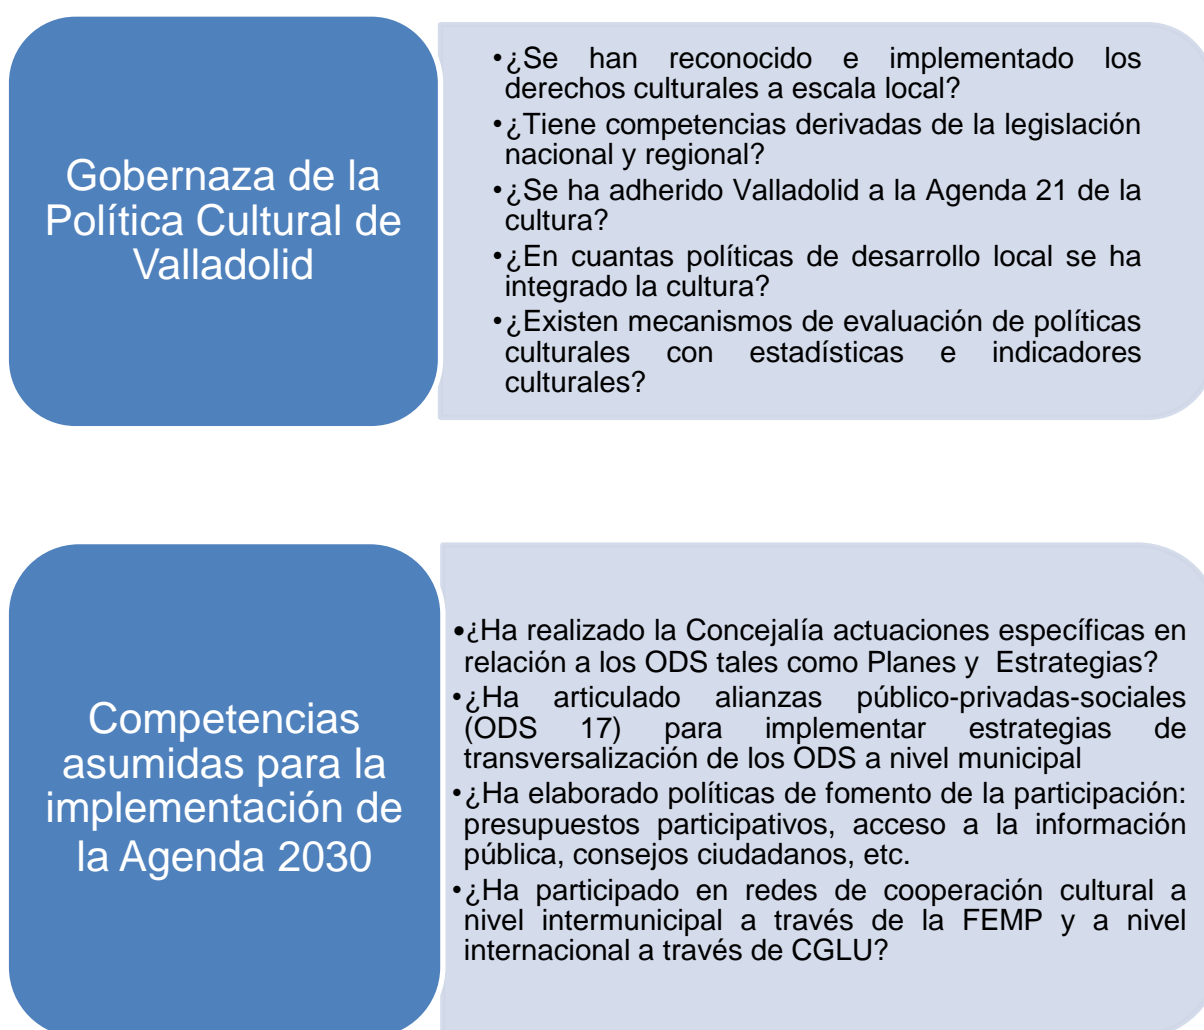 Gobernaza de la
Política Cultural de
Valladolid
•¿Se han reconocido e implementado los
derechos culturales a escala local?
•¿Tiene competencias derivadas de la legislación
nacional y regional?
•¿Se ha adherido Valladolid a la Agenda 21 de la
cultura?
•¿En cuantas políticas de desarrollo local se ha
integrado la cultura?
•¿Existen mecanismos de evaluación de políticas
culturales con estadísticas e indicadores
culturales?
Competencias
asumidas para la
implementación de
la Agenda 2030
•¿Ha realizado la Concejalía actuaciones específicas en
relación a los ODS tales como Planes y Estrategias?
•¿Ha articulado alianzas público-privadas-sociales
(ODS 17) para implementar estrategias de
transversalización de los ODS a nivel municipal
•¿Ha elaborado políticas de fomento de la participación:
presupuestos participativos, acceso a la información
pública, consejos ciudadanos, etc.
•¿Ha participado en redes de cooperación cultural a
nivel intermunicipal a través de la FEMP y a nivel
internacional a través de CGLU?